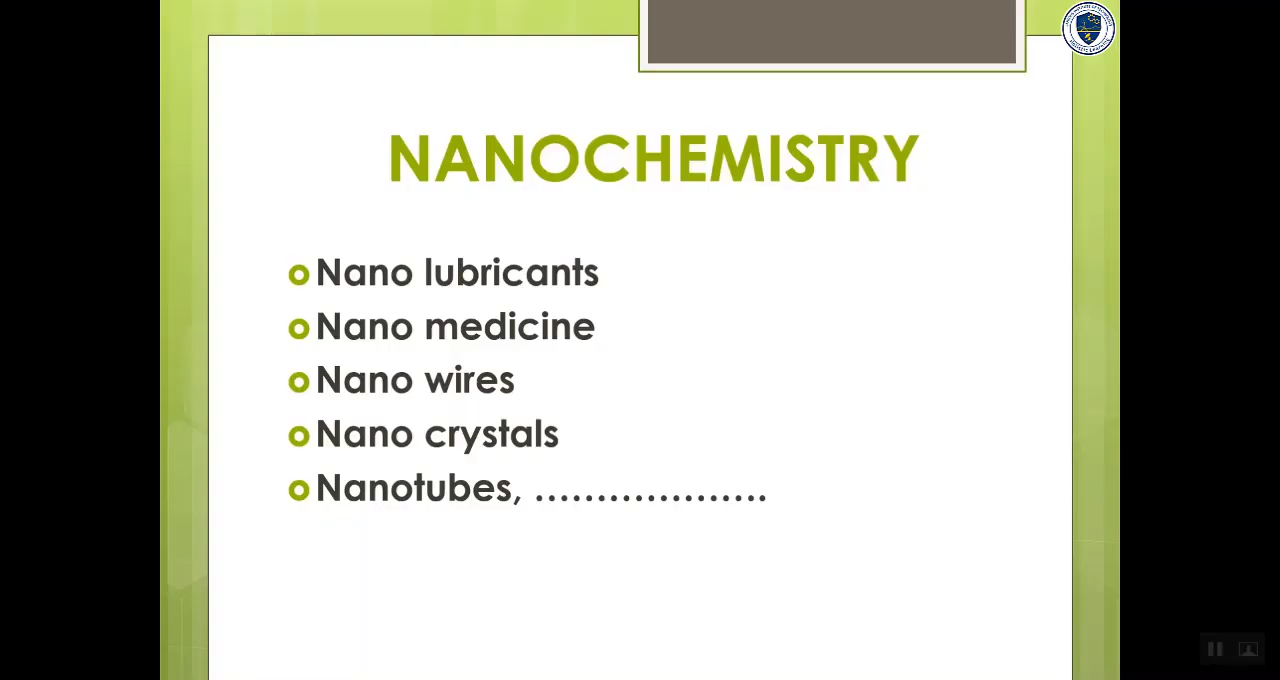 NANOCHEMISTRY
Nano lubricants
Nano medicine
Nano wires
Nano crystals
Nanotubes, ...................